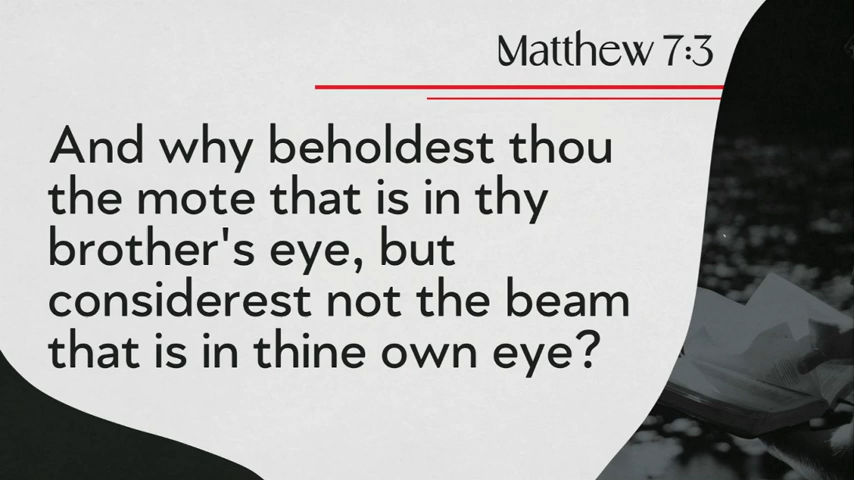 Matthew 7:3
And why beholdest thou
the mote that is in thy
brother's eye, but
considerest not the beam
that is in thine own eye?